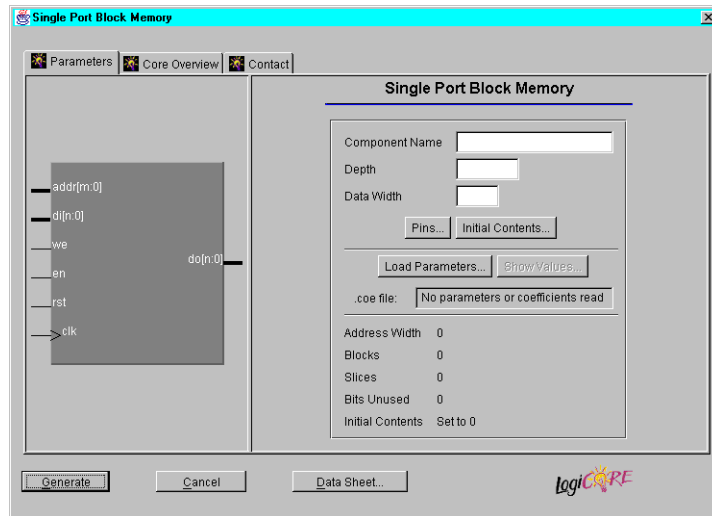 Single Port Block Memory
Parameters
Core Overview
Contact
addr[m:0]
di[n:0]
we
en
rst
clk
do[n:0]
Single Port Block Memory
Component Name
Depth
Data Width
Pins...
Initial Contents...
Load Parameters...
Show Values...
.coe file:
No parameters or coefficients read
Address Width 0
Blocks 0
Slices 0
Bits Unused 0
Initial Contents Set to 0
Generate
Cancel
Data Sheet...
LogiCORE